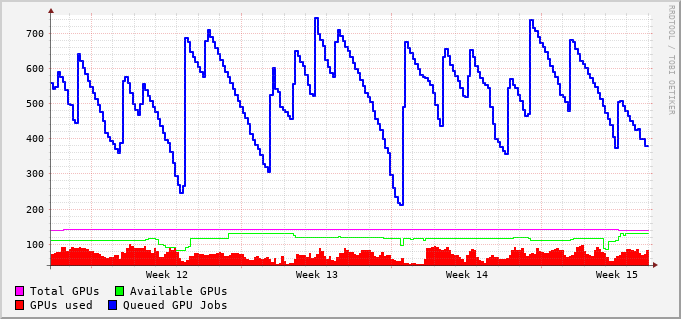 RRDTOOL / TOBI OETIKER
700
600
500
400
300
200
100
Week 12 Week 13 Week 14 Week 15
Total GPUs Available GPUs
GPUs used Queued GPU Jobs